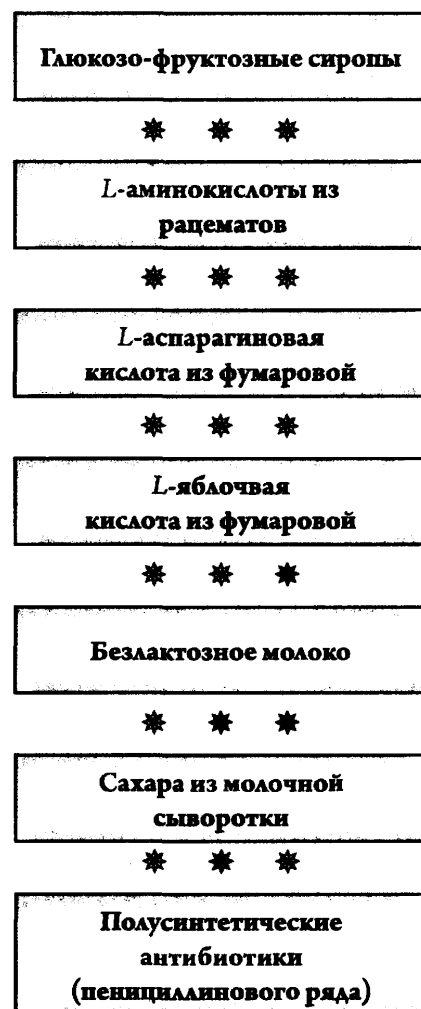 Глюкозо-фруктозные сиропы
L-аминокислоты из
рацематов
L-аспарагиновая
кислота из фумаровой
L-яблочвая
кислота из фумаровой
Безлактозное молоко
Сахара из молочной
сыворотки
Полусинтетические
антибиотики
(пенициллинового ряда)